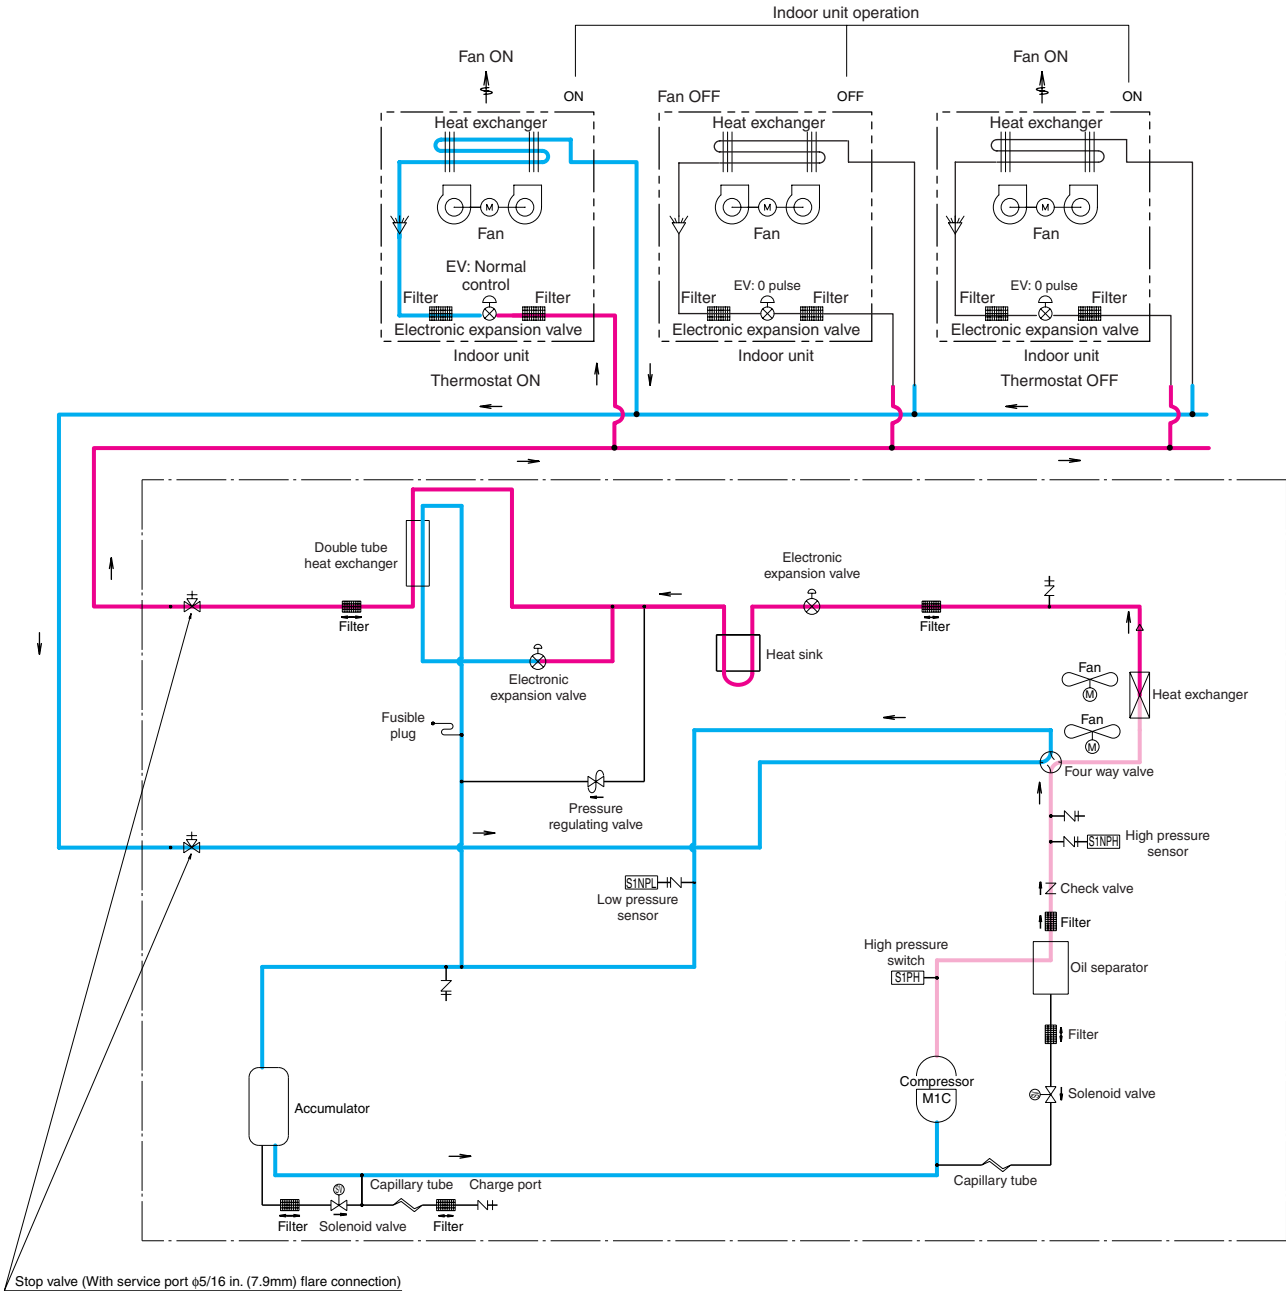 Indoor unit operation
Fan ON
ON
Fan OFF
OFF
Fan ON
ON
Heat exchanger
Heat exchanger
Heat exchanger
M
M
M
Fan
Fan
Fan
EV: Normal
control
EV: 0 pulse
EV: 0 pulse
Filter
Filter
Filter
Filter
Filter
Filter
Electronic expansion valve
Electronic expansion valve
Electronic expansion valve
Indoor unit
Indoor unit
Indoor unit
Thermostat ON
Thermostat OFF
Double tube
heat exchanger
Electronic
expansion valve
Filter
Filter
Heat sink
Electronic
expansion valve
Fan
M
Heat exchanger
Fan
M
Fusible
plug
Four way valve
Pressure
regulating valve
S1NPH
High pressure
sensor
S1NPL
Low pressure
sensor
Check valve
Filter
High pressure
switch
S1PH
Oil separator
Filter
Compressor
M1C
Solenoid valve
Accumulator
Capillary tube
SV
Capillary tube
Charge port
Filter
Solenoid valve
Filter
Stop valve (With service port φ5/16 in. (7.9mm) flare connection)